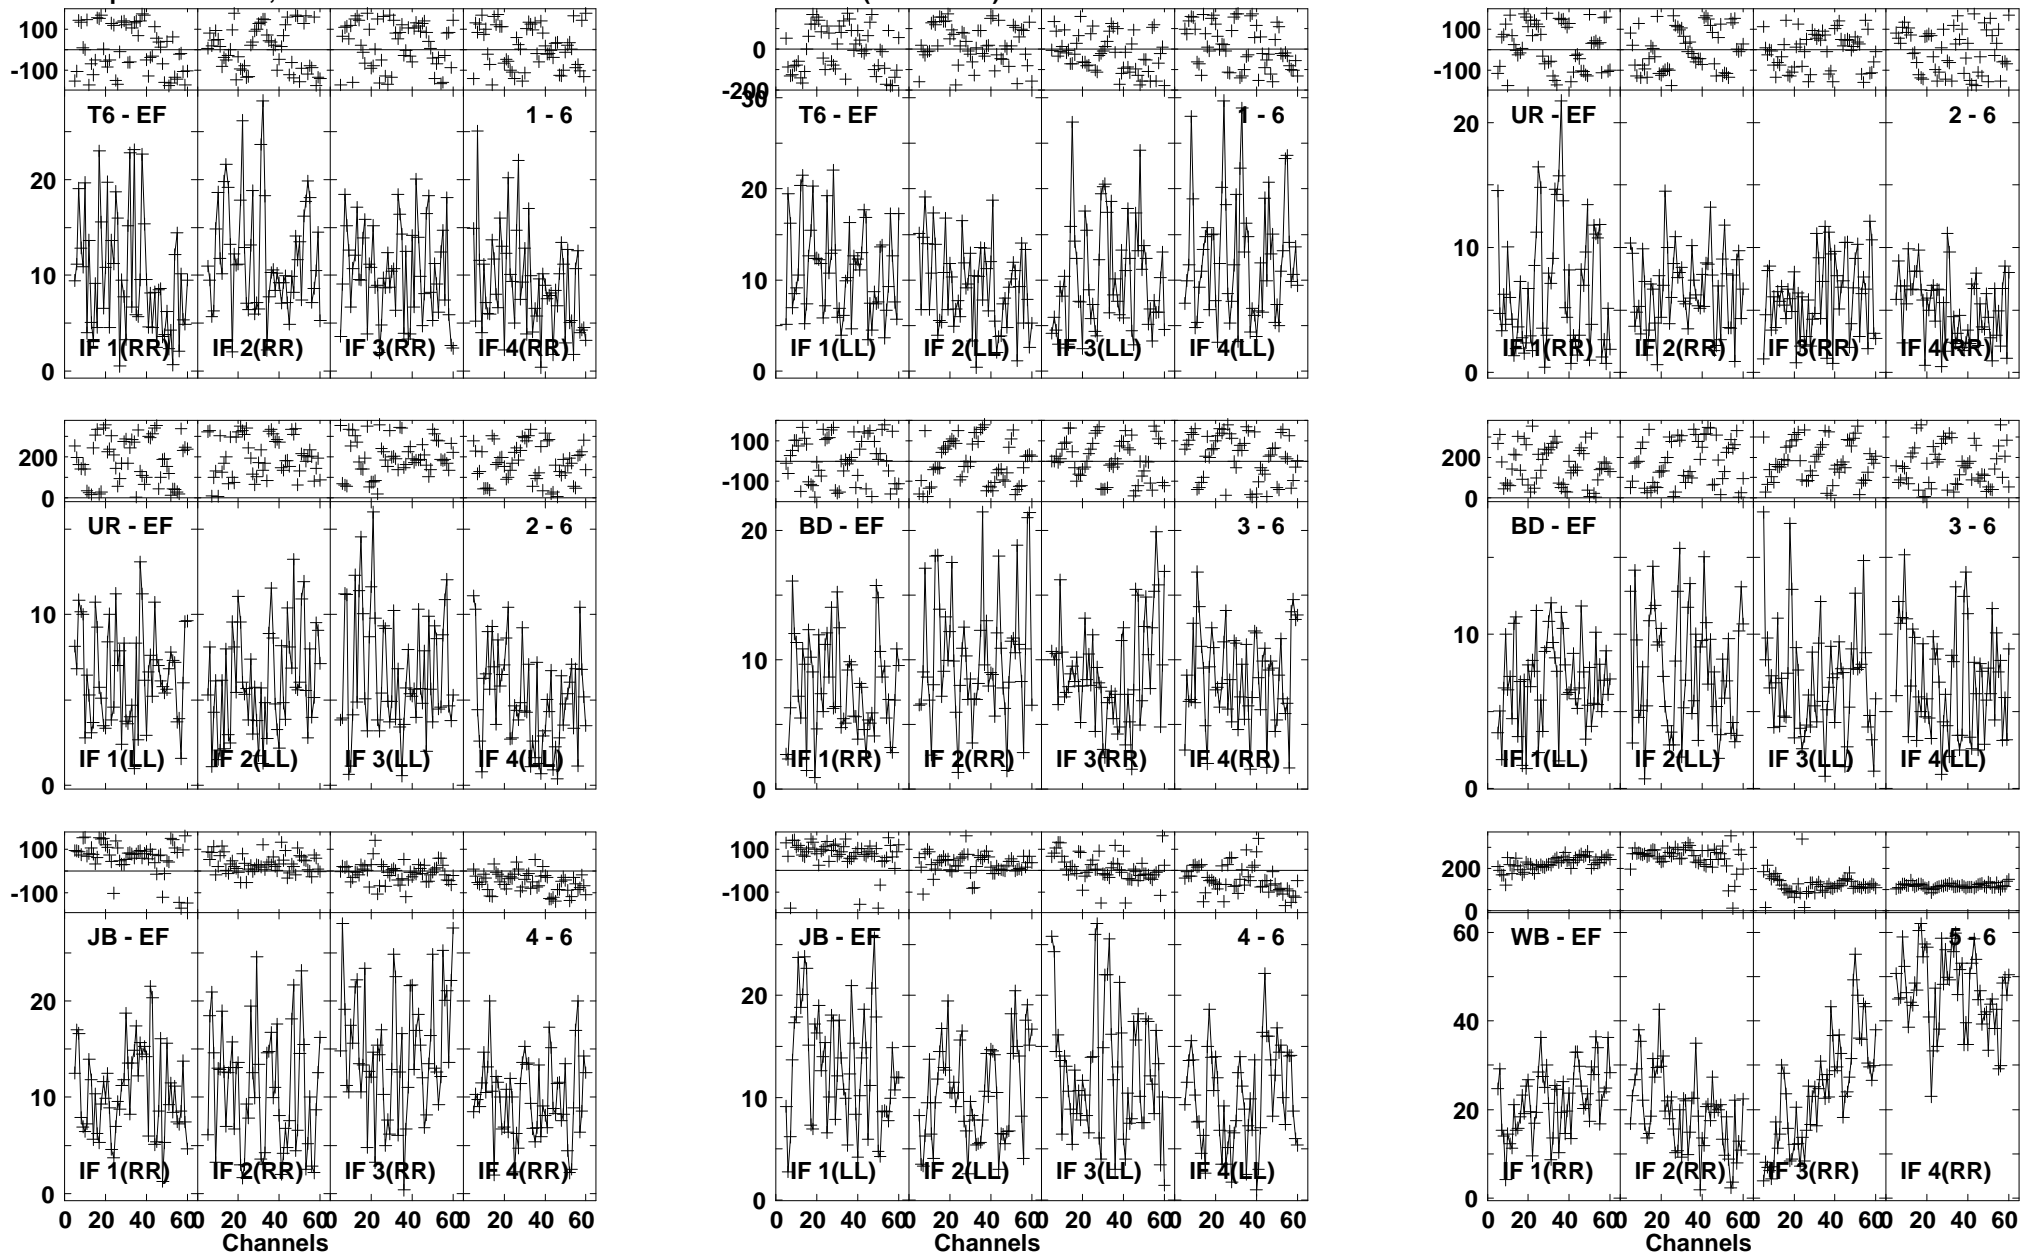 100
-100
T6 - EF
1 - 6
20
10
0
IF 1(RR)
IF 2(RR)
IF 3(RR)
IF 4(RR)
100
0
-200
30
T6 - EF
1 - 6
20
10
0
IF 1(LL)
IF 2(LL)
IF 3(LL)
IF 4(LL)
100
-100
UR - EF
2 - 6
20
10
0
IF 1(RR)
IF 2(RR)
IF 3(RR)
IF 4(RR)
200
0
UR - EF
2 - 6
10
0
IF 1(LL)
IF 2(LL)
IF 3(LL)
IF 4(LL)
100
-100
BD - EF
3 - 6
20
10
0
IF 1(RR)
IF 2(RR)
IF 3(RR)
IF 4(RR)
200
0
BD - EF
3 - 6
10
0
IF 1(LL)
IF 2(LL)
IF 3(LL)
IF 4(LL)
100
-100
JB - EF
4 - 6
20
10
0
IF 1(RR)
IF 2(RR)
IF 3(RR)
IF 4(RR)
0 20 40 60 0 20 40 60 0 20 40 60 0 20 40 60
Channels
100
-100
JB - EF
4 - 6
20
10
0
IF 1(LL)
IF 2(LL)
IF 3(LL)
IF 4(LL)
0 20 40 60 0 20 40 60 0 20 40 60 0 20 40 60
Channels
200
0
WB - EF
5 - 6
60
40
20
0
IF 1(RR)
IF 2(RR)
IF 3(RR)
IF 4(RR)
0 20 40 60 0 20 40 60 0 20 40 60 0 20 40 60
Channels